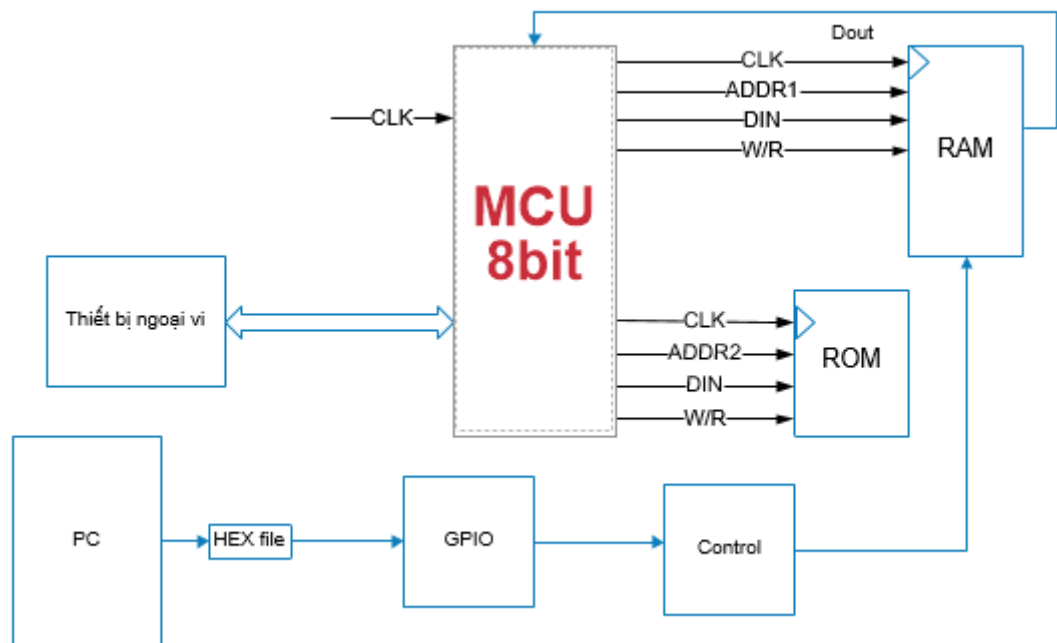 Dout
CLK
ADDR1
DIN
W/R
RAM
CLK
MCU
8bit
Thiết bị ngoại vi
CLK
ADDR2
DIN
W/R
ROM
PC
HEX file
GPIO
Control